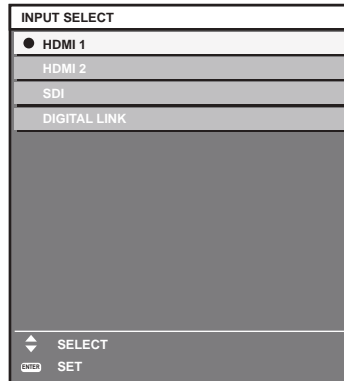 INPUT SELECT
HDMI 1
HDMI 2
SDI
DIGITAL LINK
SELECT
ENTER SET